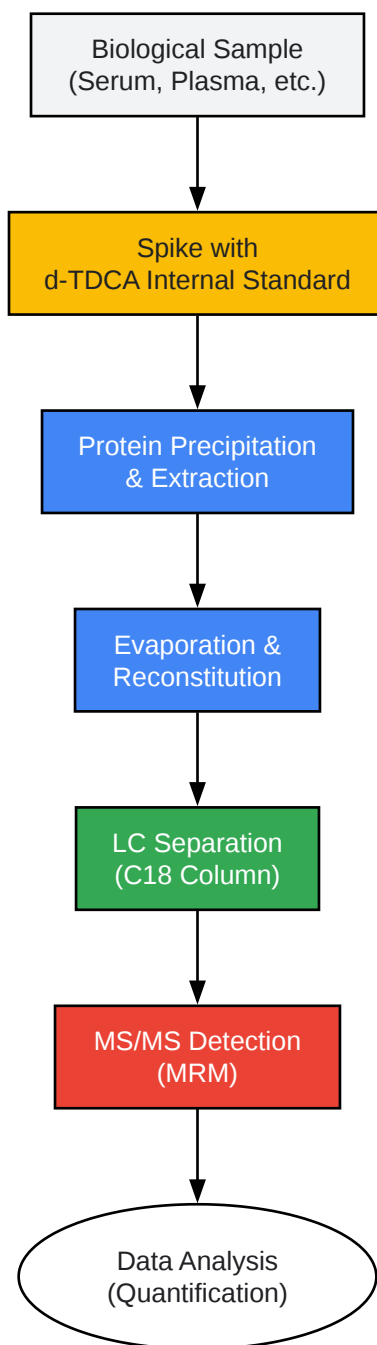 Biological Sample
(Serum, Plasma, etc.)
Spike with
d-TDCA Internal Standard
Protein Precipitation
& Extraction
Evaporation &
Reconstitution
LC Separation
(C18 Column)
MS/MS Detection
(MRM)
Data Analysis
(Quantification)